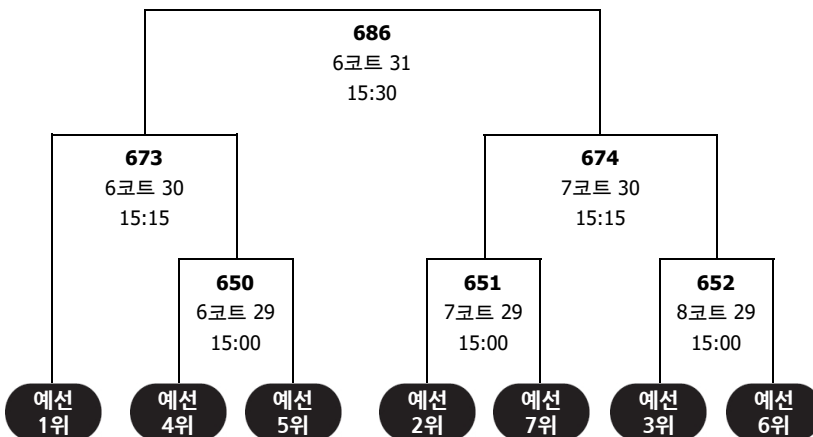 686
6코트 31
15:30
673
6코트 30
15:15
674
7코트 30
15:15
650
6코트 29
15:00
651
7코트 29
15:00
652
8코트 29
15:00
예선
1위
예선
4위
예선
5위
예선
2위
예선
7위
예선
3위
예선
6위